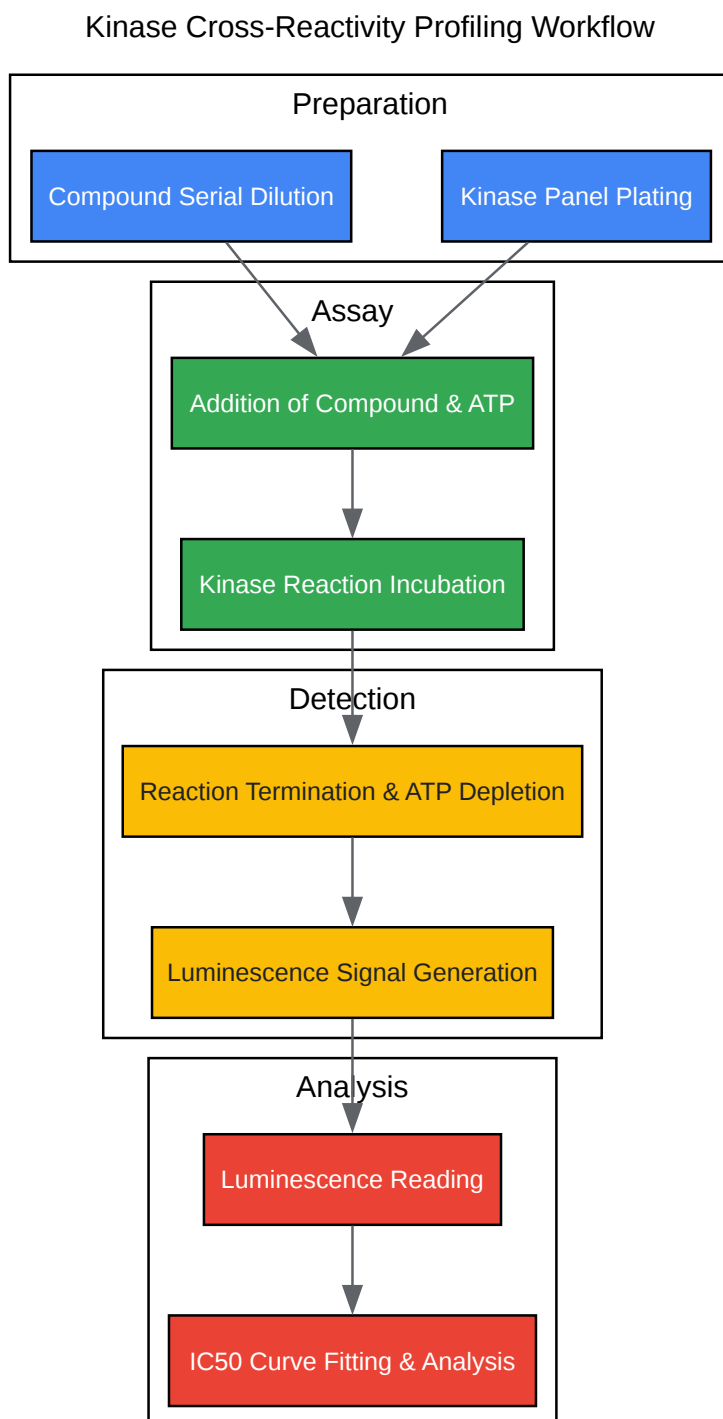 Kinase Cross-Reactivity Profiling Workflow
Preparation
Compound Serial Dilution
Kinase Panel Plating
Assay
Addition of Compound & ATP
Kinase Reaction Incubation
Detection
Reaction Termination & ATP Depletion
Luminescence Signal Generation
Analysis
Luminescence Reading
IC50 Curve Fitting & Analysis